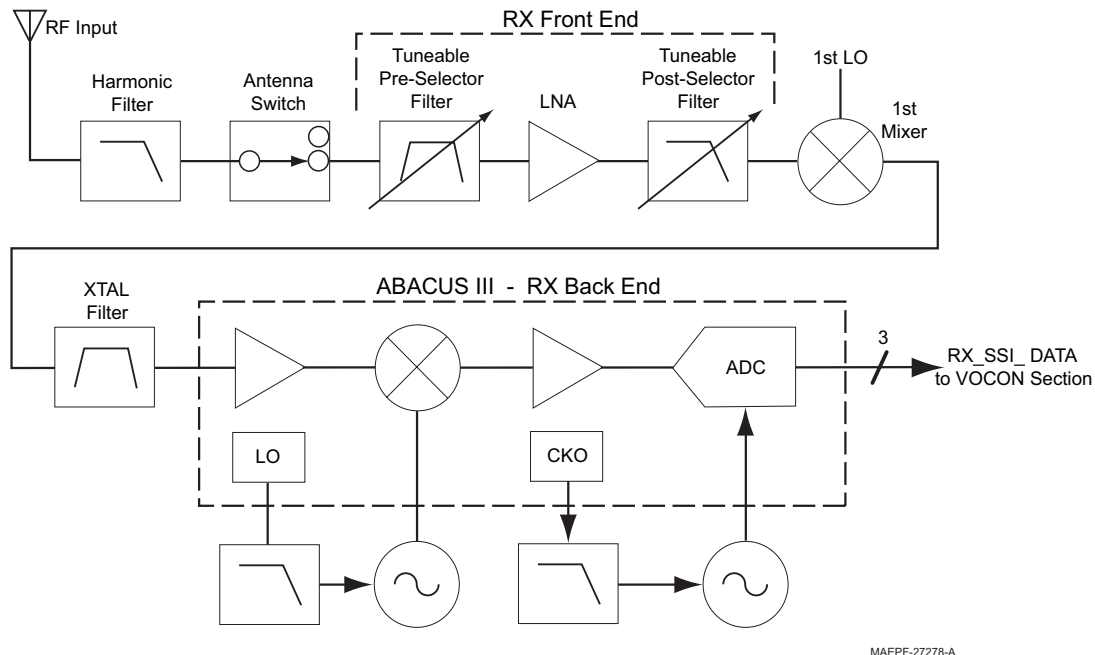 RF Input
RX Front End
Harmonic
Filter
Antenna
Switch
Tuneable
Pre-Selector
Filter
LNA
Tuneable
Post-Selector
Filter
1st LO
1st
Mixer
XTAL
Filter
ABACUS III - RX Back End
ADC
3
RX_SSI_ DATA
to VOCON Section
LO
CKO
MAEPF-27278-A